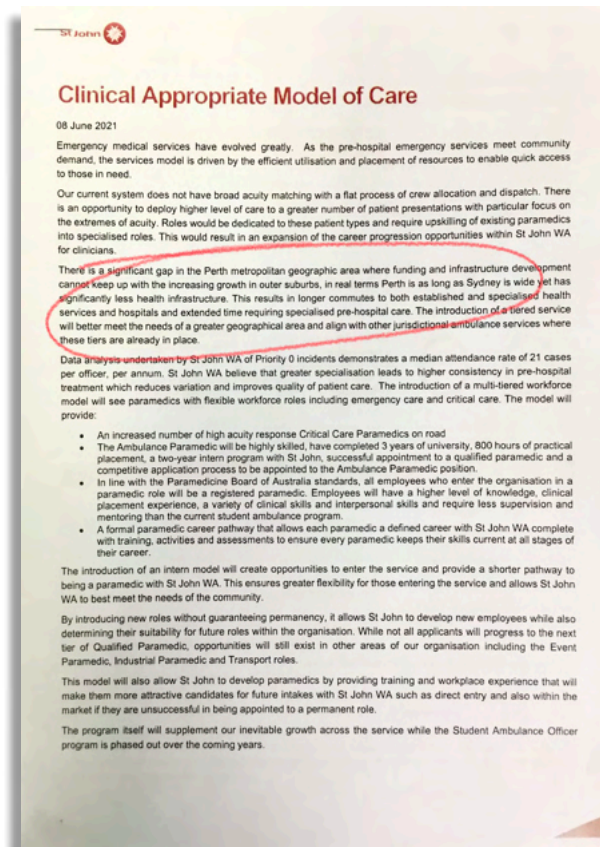 St John
Clinical Appropriate Model of Care
08 June 2021
Emergency medical services have evolved greatly. As the pre-hospital emergency services meet community
demand, the services model is driven by the efficient utilisation and placement of resources to enable quick access
to those in need.
Our current system does not have broad acuity matching with a flat process of crew allocation and dispatch. There
is an opportunity to deploy higher level of care to a greater number of patient presentations with particular focus on
the extremes of acuity. Roles would be dedicated to these patient types and require upskilling of existing paramedics
into specialised roles. This would result in an expansion of the career progression opportunities within St John WA
for clinicians.
There is a significant gap in the Perth metropolitan geographic area where funding and infrastructure development
cannot keep up with the increasing growth in outer suburbs, in real terms Perth is as long as Sydney is wide yet has
significantly less health infrastructure. This results in longer commutes to both established and specialised health
services and hospitals and extended time requiring specialised pre-hospital care. The introduction of a tiered service
will better meet the needs of a greater geographical area and align with other jurisdictional ambulance services where
these tiers are already in place.
Data analysis undertaken by St John WA of Priority 0 incidents demonstrates a median attendance rate of 21 cases
per officer, per annum. St John WA believe that greater specialisation leads to higher consistency in pre-hospital
treatment which reduces variation and improves quality of patient care. The introduction of a multi-tiered workforce
model will see paramedics with flexible workforce roles including emergency care and critical care. The model will
provide:
• An increased number of high acuity response Critical Care Paramedics on road
• The Ambulance Paramedic will be highly skilled, have completed 3 years of university, 800 hours of practical
placement, a two-year intern program with St John, successful appointment to a qualified paramedic and a
competitive application process to be appointed to the Ambulance Paramedic position.
• In line with the Paramedicine Board of Australia standards, all employees who enter the organisation in a
paramedic role will be a registered paramedic. Employees will have a higher level of knowledge, clinical
placement experience, a variety of clinical skills and interpersonal skills and require less supervision and
mentoring than the current student ambulance program.
• A formal paramedic career pathway that allows each paramedic a defined career with St John WA complete
with training, activities and assessments to ensure every paramedic keeps their skills current at all stages of
their career.
The introduction of an intern model will create opportunities to enter the service and provide a shorter pathway to
being a paramedic with St John WA. This ensures greater flexibility for those entering the service and allows St John
WA to best meet the needs of the community.
By introducing new roles without guaranteeing permanency, it allows St John to develop new employees while also
determining their suitability for future roles within the organisation. While not all applicants will progress to the next
tier of Qualified Paramedic, opportunities will still exist in other areas of our organisation including the Event
Paramedic, Industrial Paramedic and Transport roles.
This model will also allow St John to develop paramedics by providing training and workplace experience that will
make them more attractive candidates for future intakes with St John WA such as direct entry and also within the
market if they are unsuccessful in being appointed to a permanent role.
The program itself will supplement our inevitable growth across the service while the Student Ambulance Officer
program is phased out over the coming years.